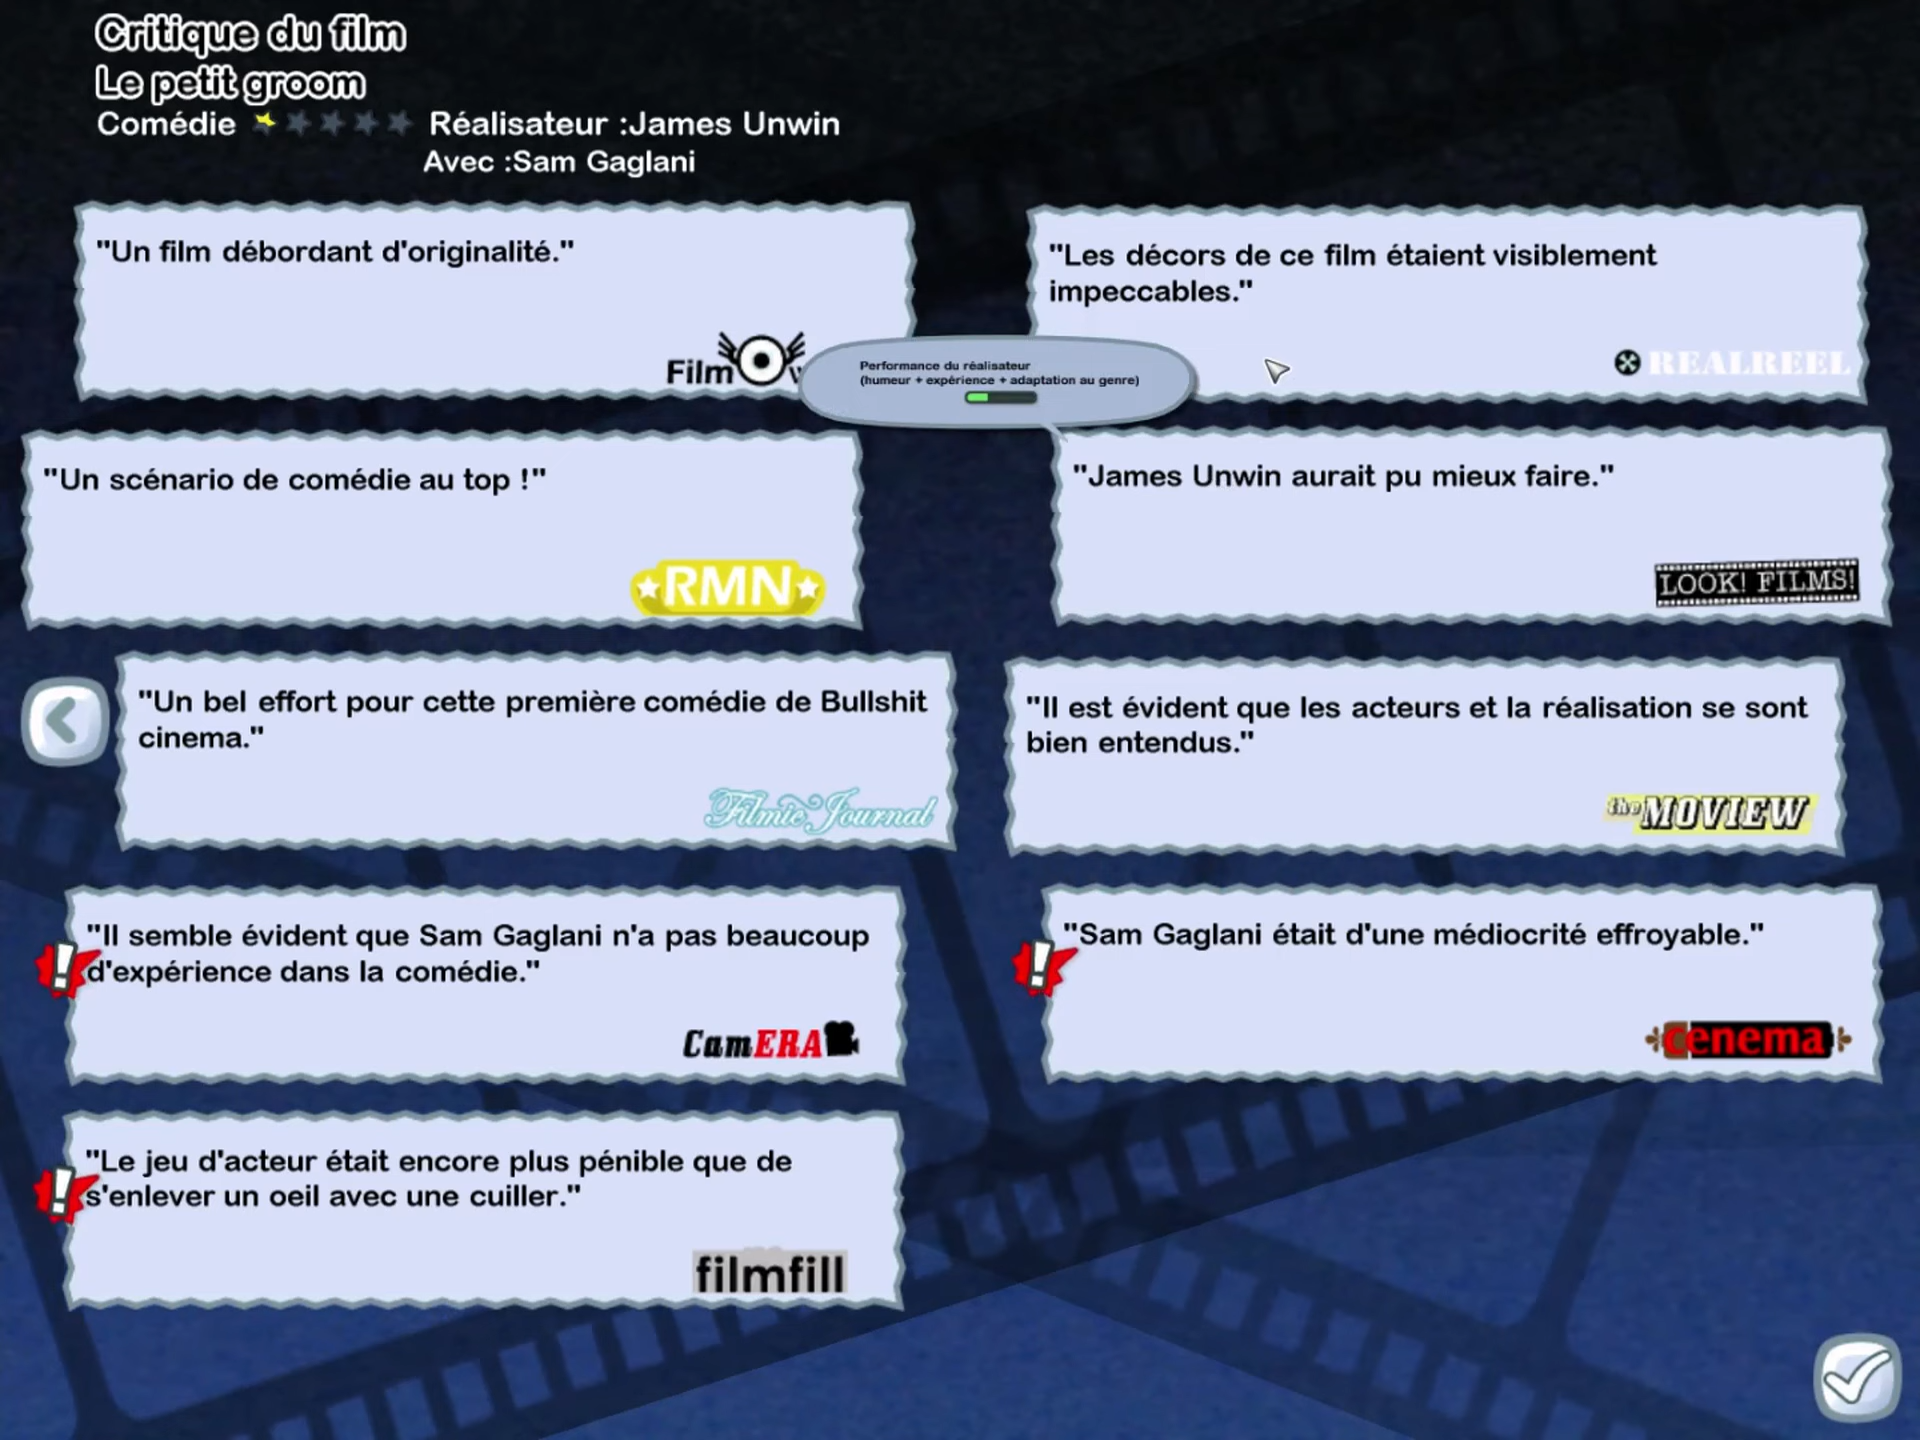 Critique du film
Le petit groom
Comédie
Réalisateur :James Unwin
Avec :Sam Gaglani
"Un film débordant d'originalité."
Film
"Les décors de ce film étaient visiblement
impeccables."
REALREEL
Performance du réalisateur
(humeur + expérience + adaptation au genre)
"Un scénario de comédie au top !"
RMN
"James Unwin aurait pu mieux faire."
LOOK! FILMS!
"Un bel effort pour cette première comédie de Bullshit
cinema."
Filmie Journal
"Il est évident que les acteurs et la réalisation se sont
bien entendus."
the MOVIEW
"Il semble évident que Sam Gaglani n'a pas beaucoup
d'expérience dans la comédie."
CamERA
"Sam Gaglani était d'une médiocrité effroyable."
cenema
"Le jeu d'acteur était encore plus pénible que de
s'enlever un oeil avec une cuiller."
filmfill